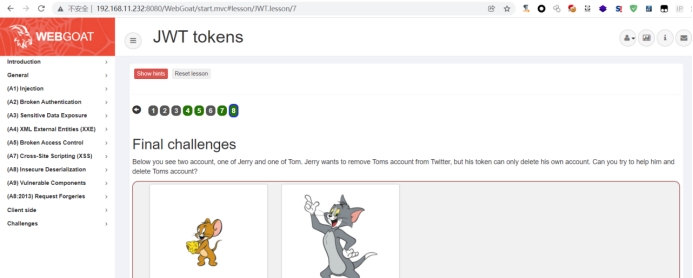 不安全 | 192.168.11.232:8080/WebGoat/start.mvc#lesson/JWT.lesson/7
WEBGOAT
JWT tokens
Introduction
General
(A1) Injection
(A2) Broken Authentication
(A3) Sensitive Data Exposure
(A4) XML External Entities (XXE)
(A5) Broken Access Control
(A7) Cross-Site Scripting (XSS)
(A8) Insecure Deserialization
(A9) Vulnerable Components
(A8:2013) Request Forgeries
Client side
Challenges
Show hints Reset lesson
1 2 3 4 5 6 7 8
Final challenges
Below you see two account, one of Jerry and one of Tom. Jerry wants to remove Toms account from Twitter, but his token can only delete his own account. Can you try to help him and
delete Toms account?